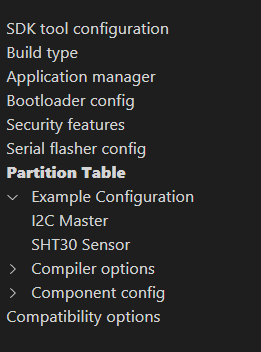 SDK tool configuration
Build type
Application manager
Bootloader config
Security features
Serial flasher config
Partition Table
Example Configuration
I2C Master
SHT30 Sensor
Compiler options
Component config
Compatibility options